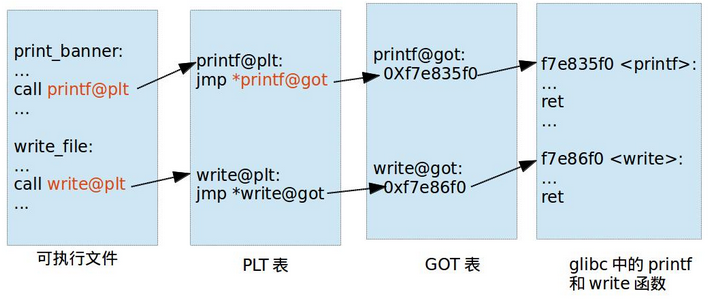 print_banner:
...
call printf@plt
...
write_file:
...
call write@plt
...
可执行文件
printf@plt:
jmp *printf@got
write@plt:
jmp *write@got
PLT 表
printf@got:
0Xf7e835f0
write@got:
0xf7e86f0
GOT 表
f7e835f0 <printf>:
...
ret
...
f7e86f0 <write>:
...
ret
glibc 中的 printf
和 write 函数